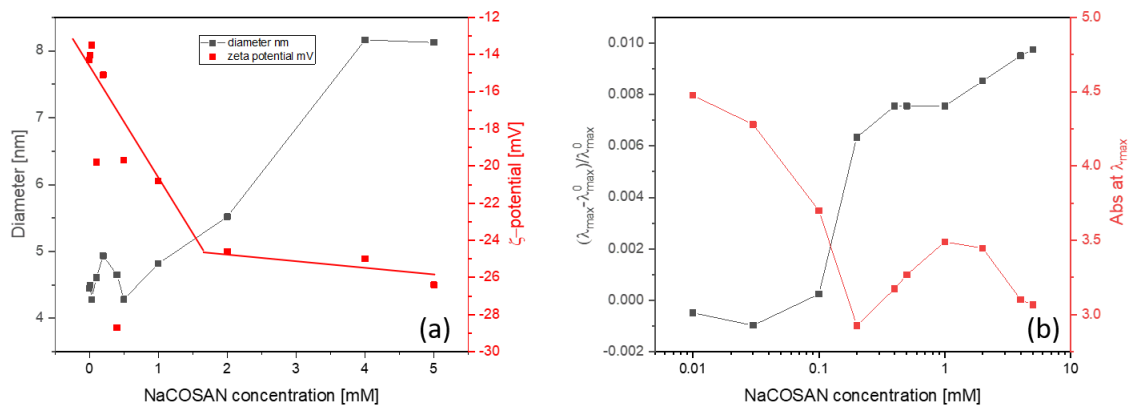 diameter nm
zeta potential mV
8
7
6
5
4
Diameter [nm]
-12
-14
-16
-18
-20
-22
-24
-26
-28
-30
ζ-potential [mV]
0 1 2 3 4 5
NaCOSAN concentration [mM]
(a)
0.010
0.008
0.006
0.004
0.002
0.000
-0.002
(λmax-λ⁰max)/λ⁰max
5.0
4.5
4.0
3.5
3.0
Abs at λmax
0.01 0.1 1 10
NaCOSAN concentration [mM]
(b)